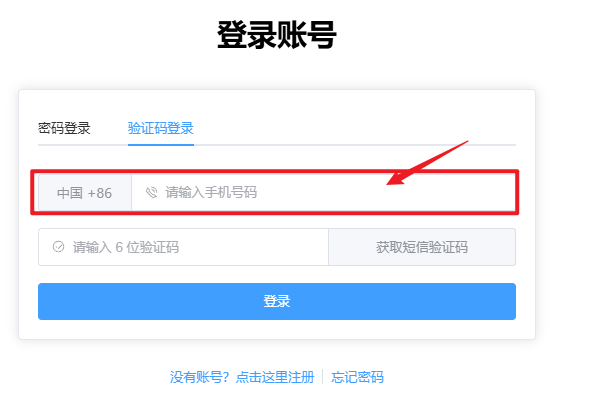 登录账号
密码登录 验证码登录
中国 +86 请输入手机号码
请输入 6 位验证码 获取短信验证码
登录
没有账号？点击这里注册 忘记密码